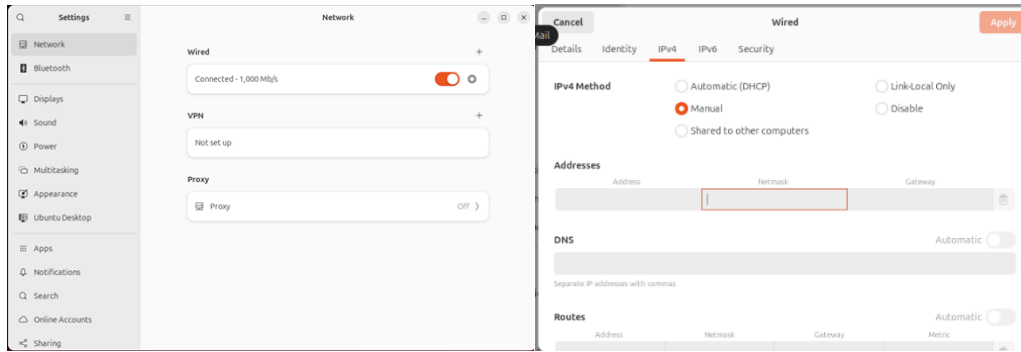 Settings
Network
Network
Bluetooth
Displays
Sound
Power
Multitasking
Appearance
Ubuntu Desktop
Apps
Notifications
Search
Online Accounts
Sharing
Wired
Connected - 1,000 Mb/s
VPN
Not set up
Proxy
Proxy Off
Cancel Wired Apply
Mail
Details Identity IPv4 IPv6 Security
IPv4 Method Automatic (DHCP) Link-Local Only
Manual Disable
Shared to other computers
Addresses
Address Netmask Gateway
DNS Automatic
Separate IP addresses with commas
Routes Automatic
Address Netmask Gateway Metric